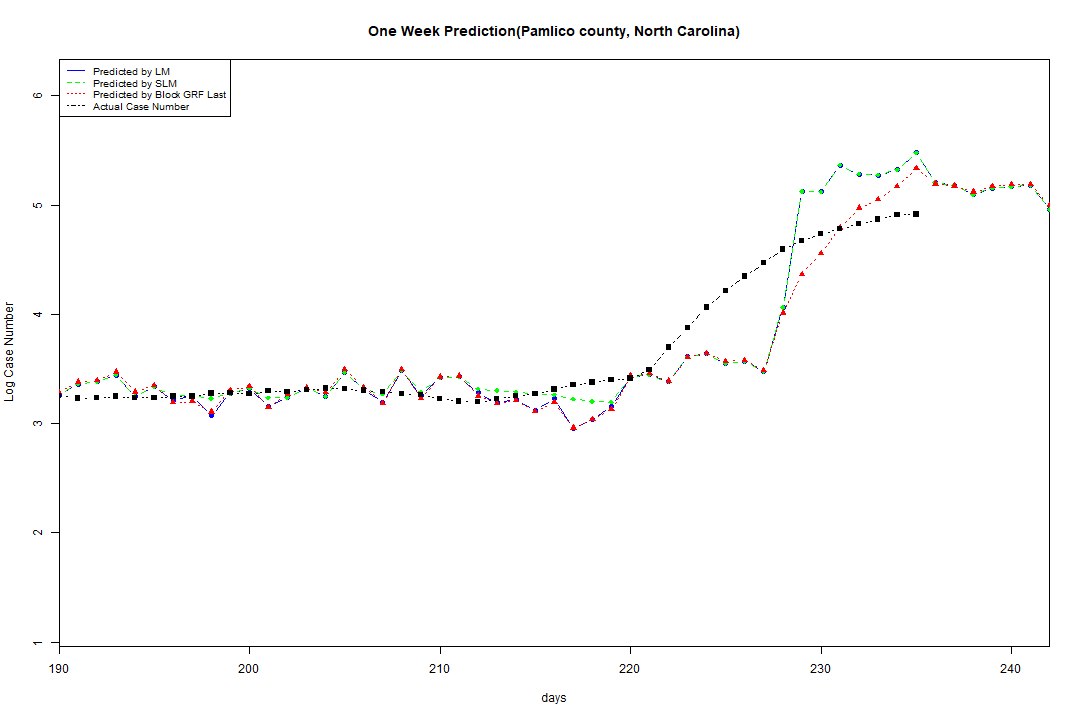 One Week Prediction(Pamlico county, North Carolina)
Predicted by LM
Predicted by SLM
Predicted by Block GRF Last
Actual Case Number
Log Case Number
6
5
4
3
2
1
190 200 210 220 230 240
days